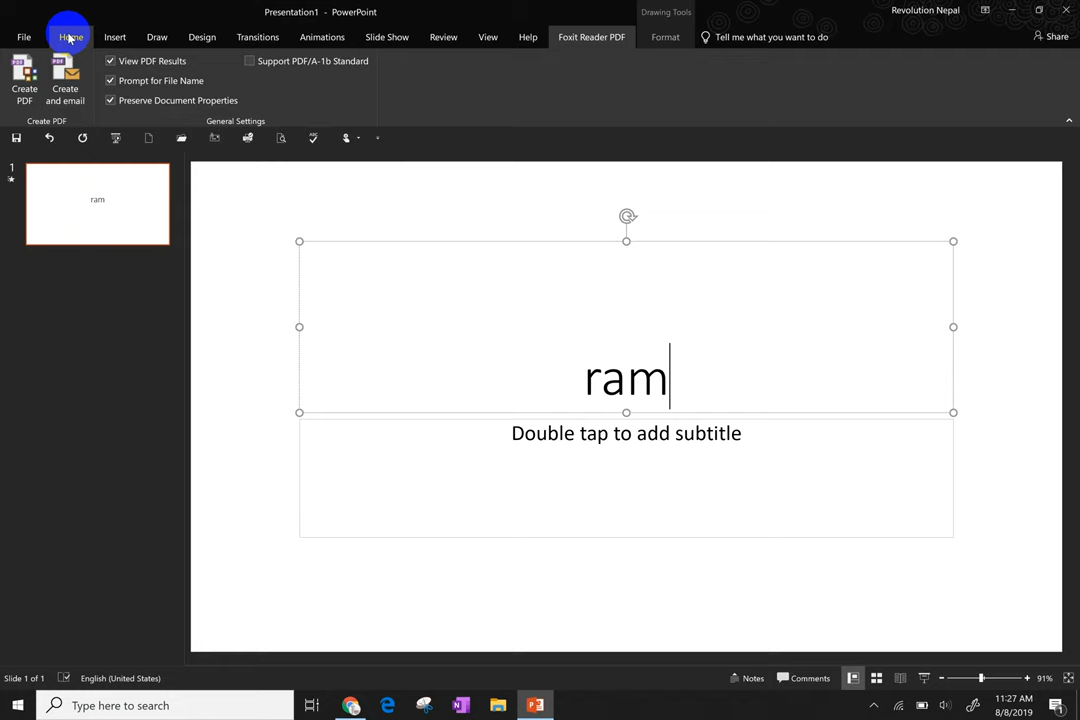 Presentation1 - PowerPoint
Drawing Tools
Revolution Nepal
File Home Insert Draw Design Transitions Animations Slide Show Review View Help Foxit Reader PDF Format Tell me what you want to do Share
Create PDF
Create and email
View PDF Results
Prompt for File Name
Preserve Document Properties
Support PDF/A-1b Standard
Create PDF
General Settings
1
ram
ram
Double tap to add subtitle
Slide 1 of 1 English (United States) Notes Comments 91%
Type here to search
11:27 AM
8/8/2019